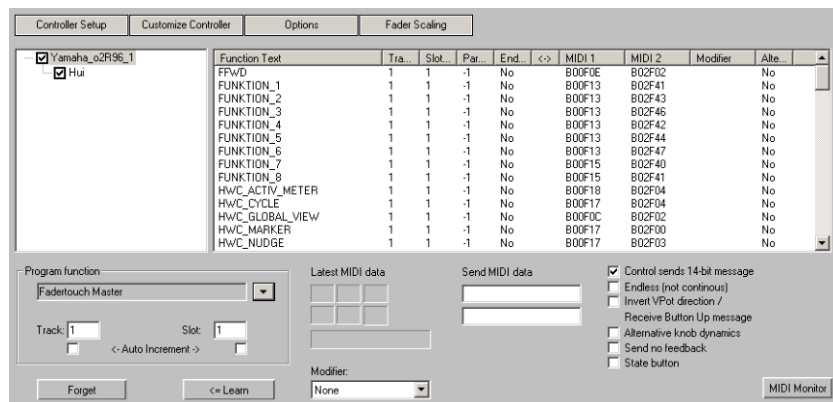 Controller Setup Customize Controller Options Fader Scaling
Yamaha_o2R96_1
Hui
Function Text Tra... Slot... Par... End... <-> MIDI 1 MIDI 2 Modifier Alte...
FFWD 1 1 -1 No B00F0E B02F02 No
FUNKTION_1 1 1 -1 No B00F13 B02F41 No
FUNKTION_2 1 1 -1 No B00F13 B02F43 No
FUNKTION_3 1 1 -1 No B00F13 B02F46 No
FUNKTION_4 1 1 -1 No B00F13 B02F42 No
FUNKTION_5 1 1 -1 No B00F13 B02F44 No
FUNKTION_6 1 1 -1 No B00F13 B02F47 No
FUNKTION_7 1 1 -1 No B00F15 B02F40 No
FUNKTION_8 1 1 -1 No B00F15 B02F41 No
HWC_ACTIV_METER 1 1 -1 No B00F18 B02F04 No
HWC_CYCLE 1 1 -1 No B00F17 B02F04 No
HWC_GLOBAL_VIEW 1 1 -1 No B00F0C B02F02 No
HWC_MARKER 1 1 -1 No B00F17 B02F00 No
HWC_NUDGE 1 1 -1 No B00F17 B02F03 No
Program function
Fadertouch Master
Track: 1 Slot: 1
<- Auto Increment ->
Forget <= Learn
Latest MIDI data
Modifier:
None
Send MIDI data
Control sends 14-bit message
Endless (not continous)
Invert VPot direction /
Receive Button Up message
Alternative knob dynamics
Send no feedback
State button
MIDI Monitor